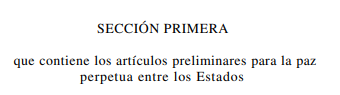 SECCIÓN PRIMERA
que contiene los artículos preliminares para la paz
perpetua entre los Estados